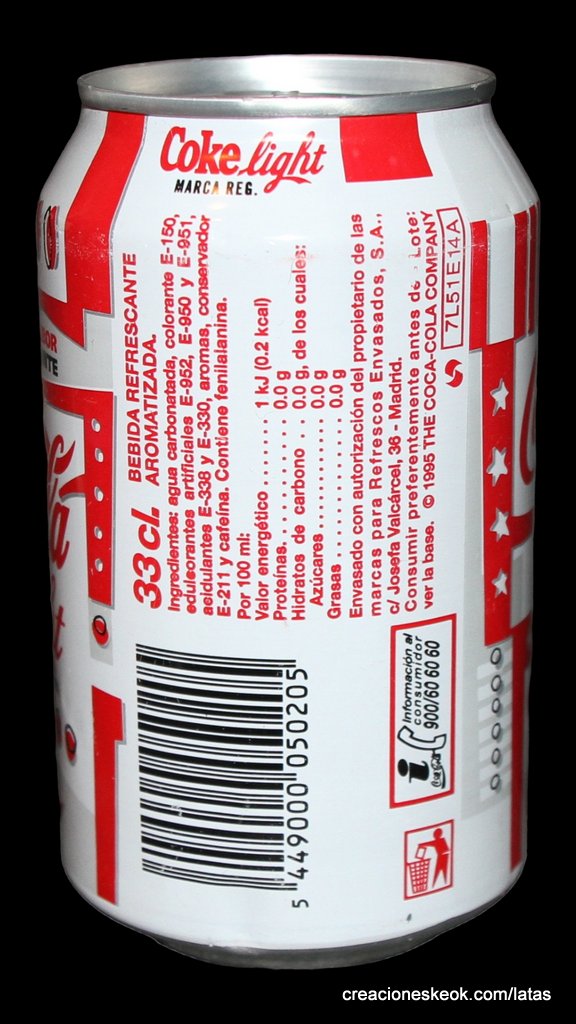 Coke light
MARCA REG.
33 cl. BEBIDA REFRESCANTE
AROMATIZADA.
Ingredientes: agua carbonatada, colorante E-150,
edulcorantes artificiales E-952, E-950 y E-951,
acidulantes E-338 y E-330, aromas, conservador
E-211 y cafeína. Contiene fenilalanina.
Por 100 ml:
Valor energético . . . . . . 1 kJ (0.2 kcal)
Proteínas. . . . . . . . . . . . . 0.0 g
Hidratos de carbono . . 0.0 g, de los cuales:
Azúcares . . . . . . . . . . . 0.0 g
Grasas . . . . . . . . . . . . . . 0.0 g
Envasado con autorización del propietario de las
marcas para Refrescos Envasados, S.A.,
c/ Josefa Valcárcel, 36 - Madrid.
Consumir preferentemente antes de . Lote:
ver la base. © 1995 THE COCA-COLA COMPANY
7L51E14A
5 449000 050205
i Información al
consumidor
900/60 60 60
creacioneskeok.com/latas